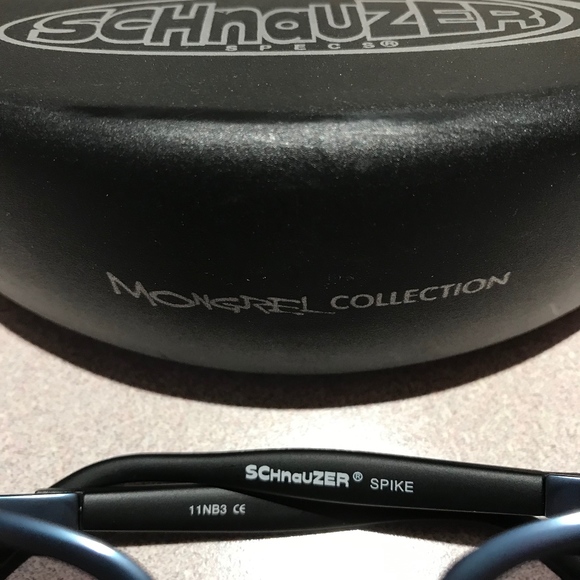 SCHnaUZER
SPECS®
MONGREL COLLECTION
SCHnaUZER® SPIKE
11NB3 CE